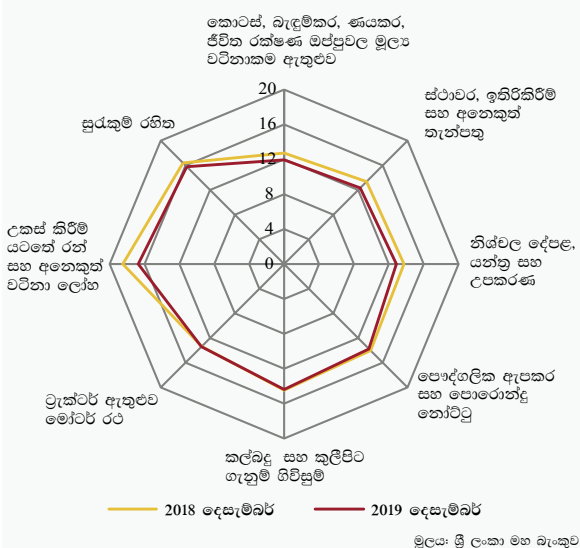 කොටස්, බැඳුම්කර, ණයකර,
ජීවිත රක්ෂණ ඔප්පුවල මූල්‍ය
වටිනාකම ඇතුළුව
ස්ථාවර, ඉතිරිකිරීම්
සහ අනෙකුත්
තැන්පතු
නිශ්චල දේපළ,
යන්ත්‍ර සහ
උපකරණ
පෞද්ගලික ඇපකර
සහ පොරොන්දු
නෝට්ටු
කල්බදු සහ කුලීපිට
ගැනුම් ගිවිසුම්
ට්‍රැක්ටර් ඇතුළුව
මෝටර් රථ
උකස් කිරීම්
යටතේ රන්
සහ අනෙකුත්
වටිනා ලෝහ
සුරැකුම් රහිත
20
16
12
8
4
0
2018 දෙසැම්බර්
2019 දෙසැම්බර්
මූලය: ශ්‍රී ලංකා මහ බැංකුව